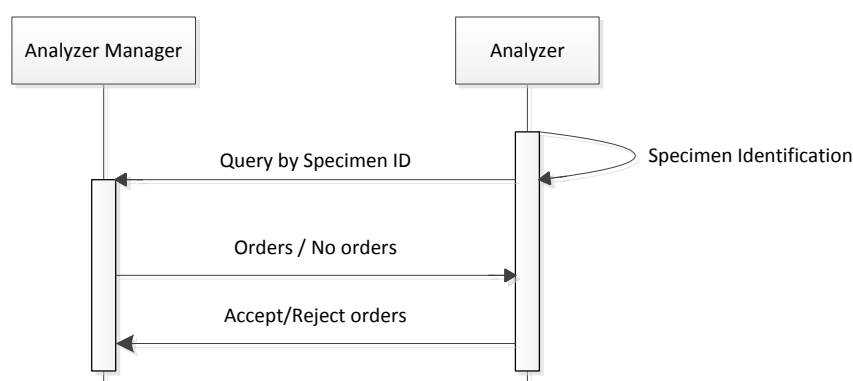 Analyzer Manager
Analyzer
Query by Specimen ID
Specimen Identification
Orders / No orders
Accept/Reject orders